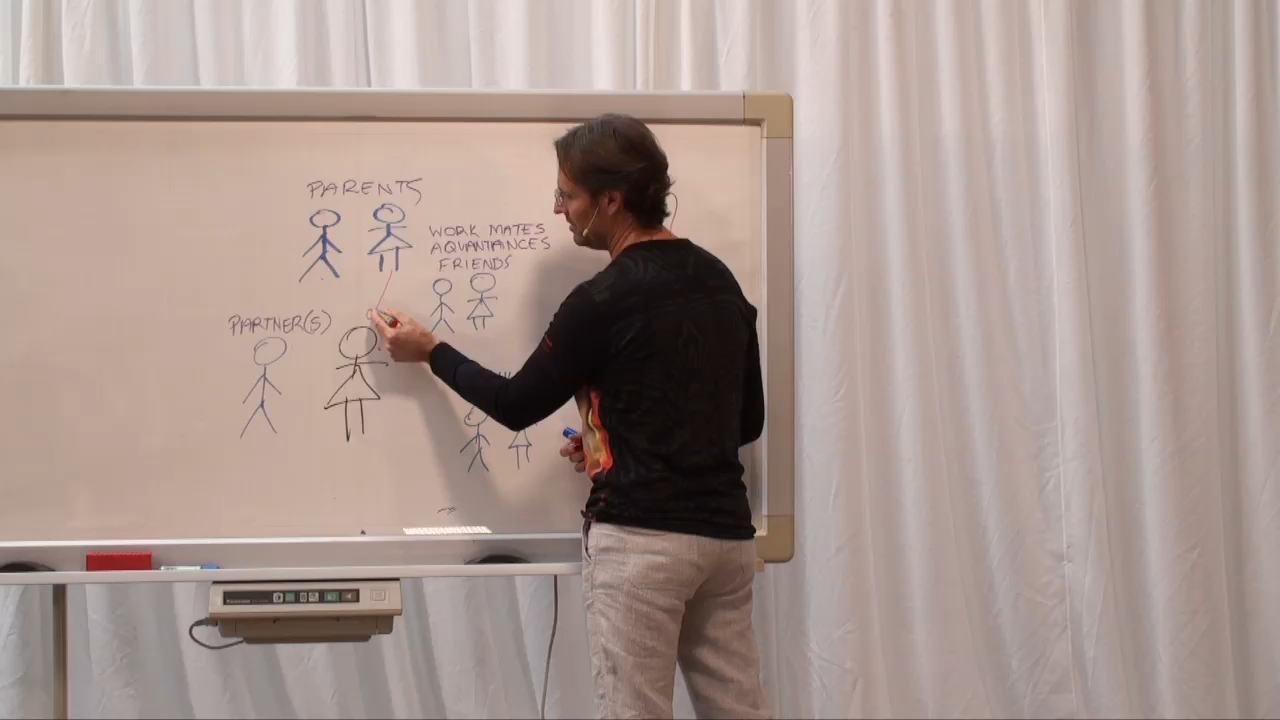 PARENTS
WORK MATES
AQUANTANCES
FRIENDS
PARTNER(S)